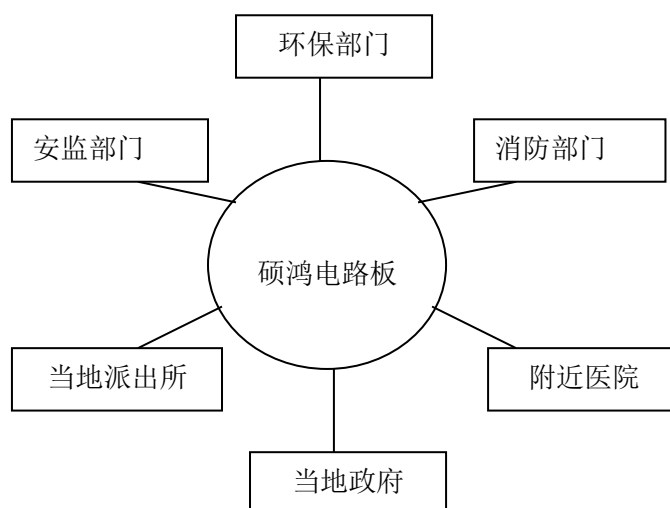 环保部门
安监部门
消防部门
硕鸿电路板
当地派出所
附近医院
当地政府